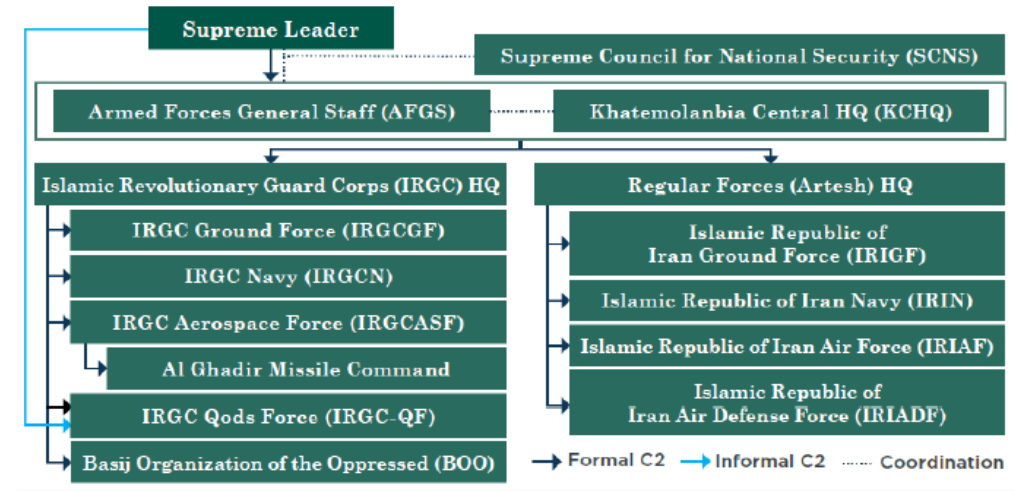 Supreme Leader
Supreme Council for National Security (SCNS)
Armed Forces General Staff (AFGS)
Khatemolanbia Central HQ (KCHQ)
Islamic Revolutionary Guard Corps (IRGC) HQ
IRGC Ground Force (IRGCGF)
IRGC Navy (IRGCN)
IRGC Aerospace Force (IRGCASF)
Al Ghadir Missile Command
IRGC Qods Force (IRGC-QF)
Basij Organization of the Oppressed (BOO)
Regular Forces (Artesh) HQ
Islamic Republic of
Iran Ground Force (IRIGF)
Islamic Republic of Iran Navy (IRIN)
Islamic Republic of Iran Air Force (IRIAF)
Islamic Republic of
Iran Air Defense Force (IRIADF)
Formal C2 Informal C2 Coordination